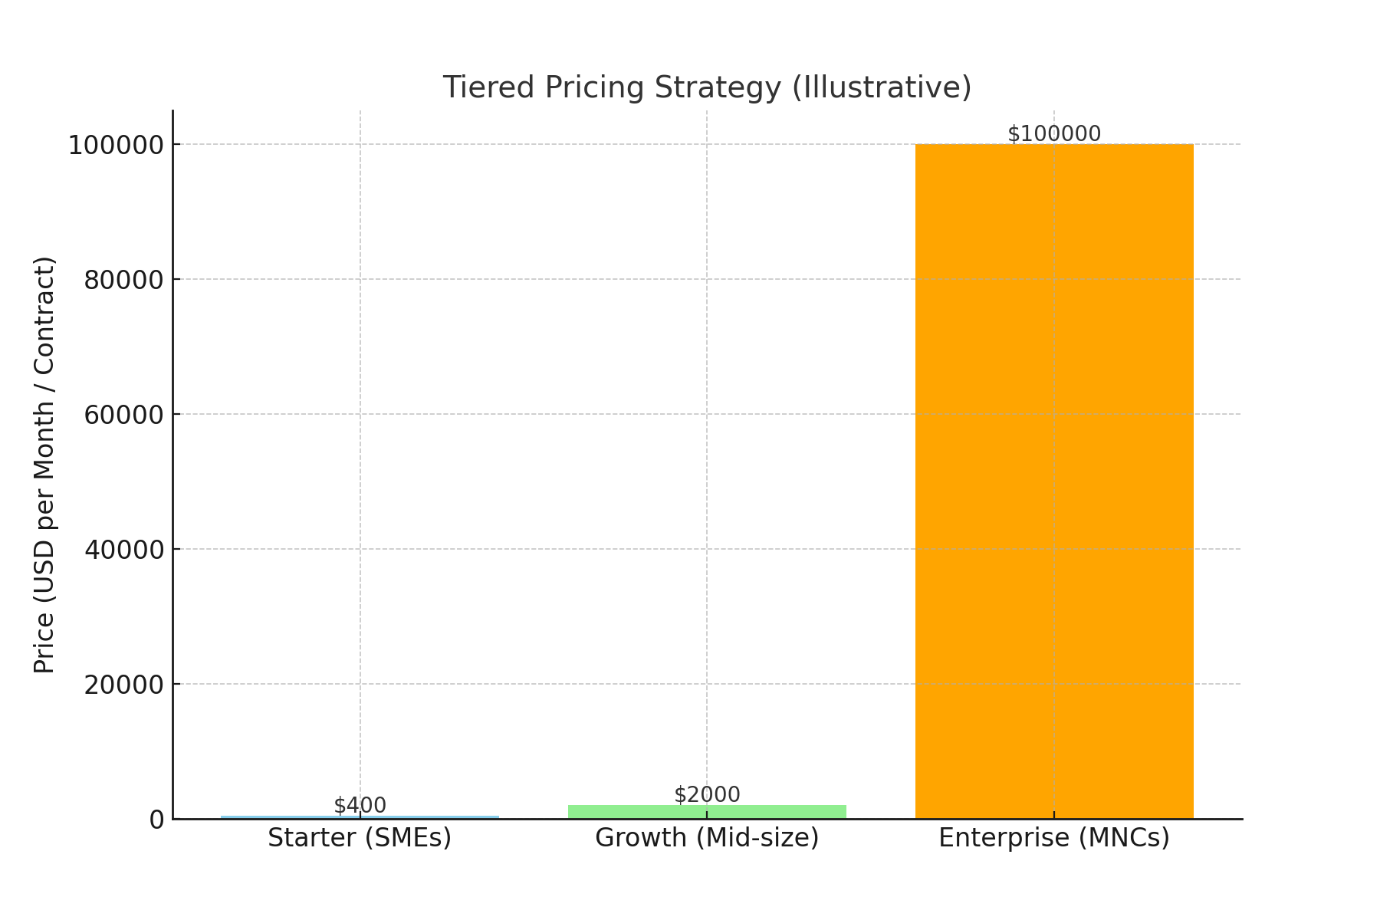 Tiered Pricing Strategy (Illustrative)
Price (USD per Month / Contract)
100000
80000
60000
40000
20000
0
$400
$2000
$100000
Starter (SMEs)
Growth (Mid-size)
Enterprise (MNCs)